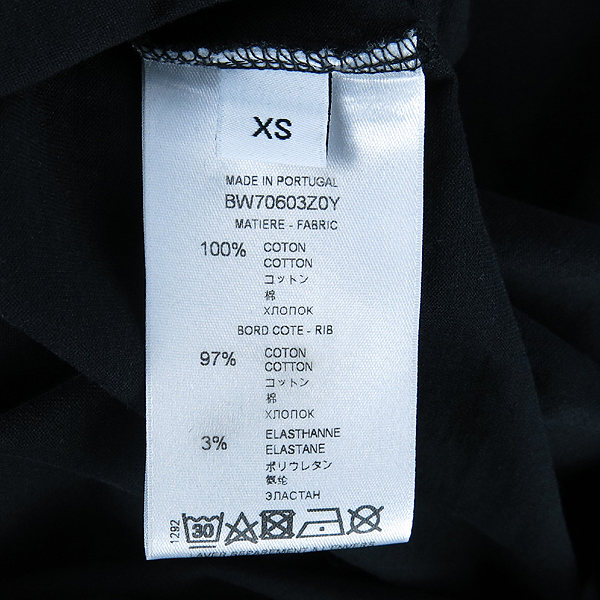 XS
MADE IN PORTUGAL
BW70603Z0Y
MATIERE - FABRIC
100% COTON
COTTON
コットン
棉
ХЛОПОК
BORD COTE - RIB
97% COTON
COTTON
コットン
棉
ХЛОПОК
3% ELASTHANNE
ELASTANE
ポリウレタン
氨伦
ЭЛАСТАН
1292
30